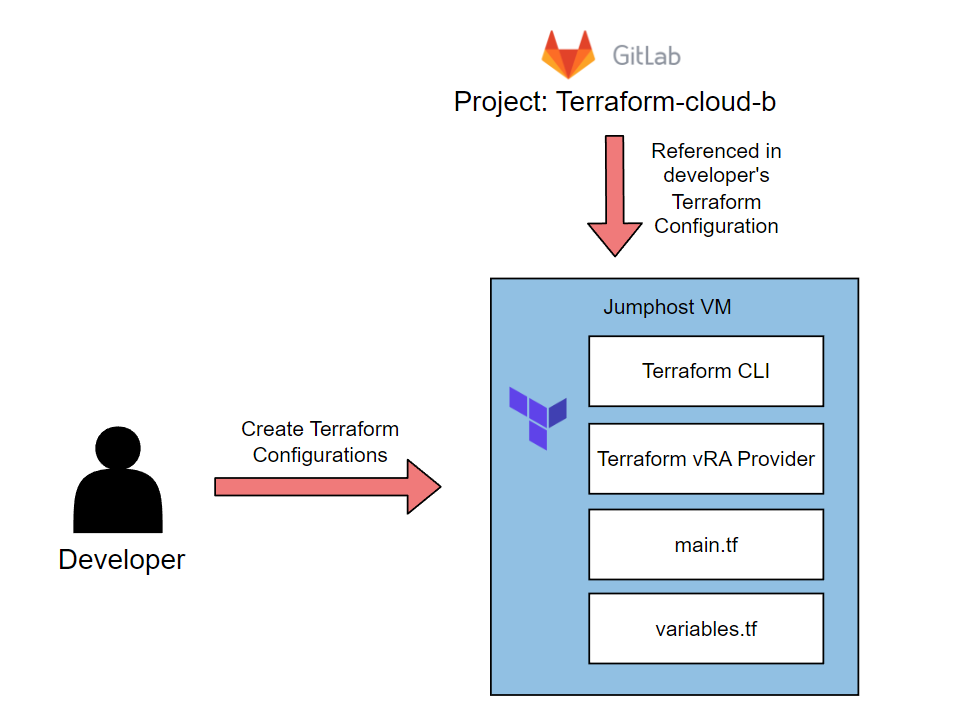 GitLab
Project: Terraform-cloud-b
Referenced in
developer's
Terraform
Configuration
Jumphost VM
Terraform CLI
Terraform vRA Provider
main.tf
variables.tf
Create Terraform
Configurations
Developer